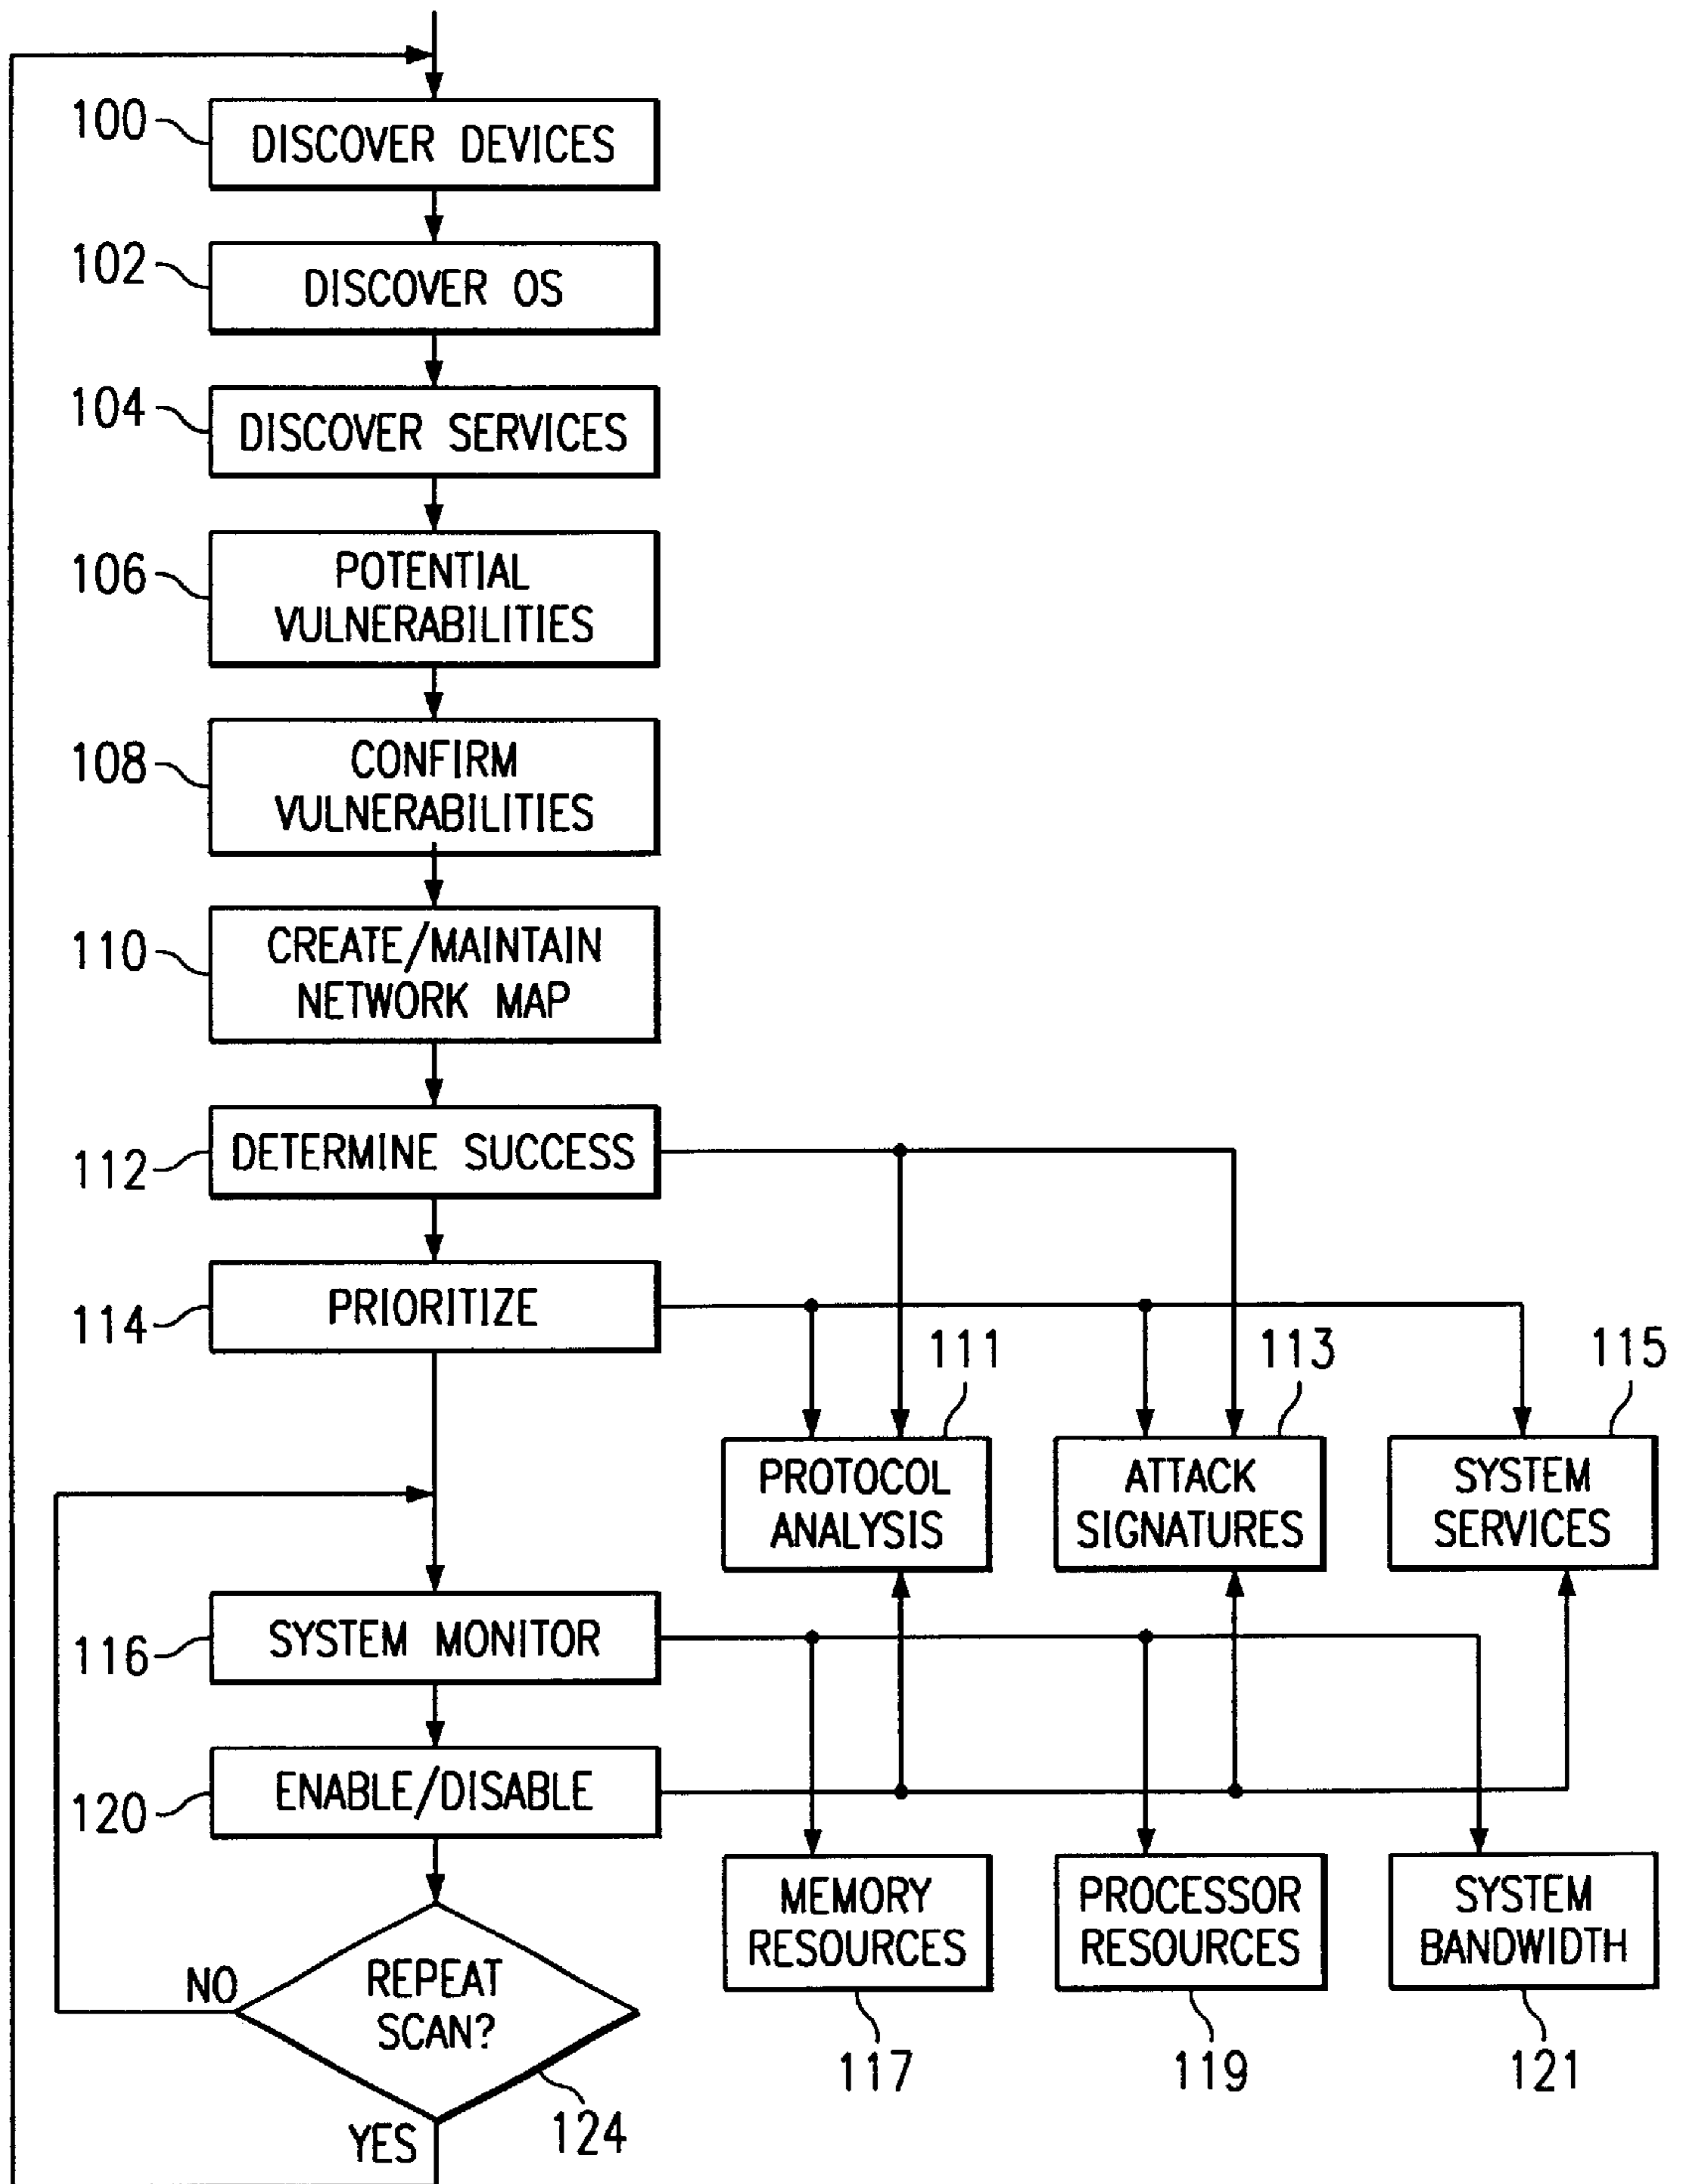 100
DISCOVER DEVICES
102
DISCOVER OS
104
DISCOVER SERVICES
106
POTENTIAL
VULNERABILITIES
108
CONFIRM
VULNERABILITIES
110
CREATE/MAINTAIN
NETWORK MAP
112
DETERMINE SUCCESS
114
PRIORITIZE
111
113
115
PROTOCOL
ANALYSIS
ATTACK
SIGNATURES
SYSTEM
SERVICES
116
SYSTEM MONITOR
120
ENABLE/DISABLE
MEMORY
RESOURCES
PROCESSOR
RESOURCES
SYSTEM
BANDWIDTH
117
119
121
NO
REPEAT
SCAN?
124
YES